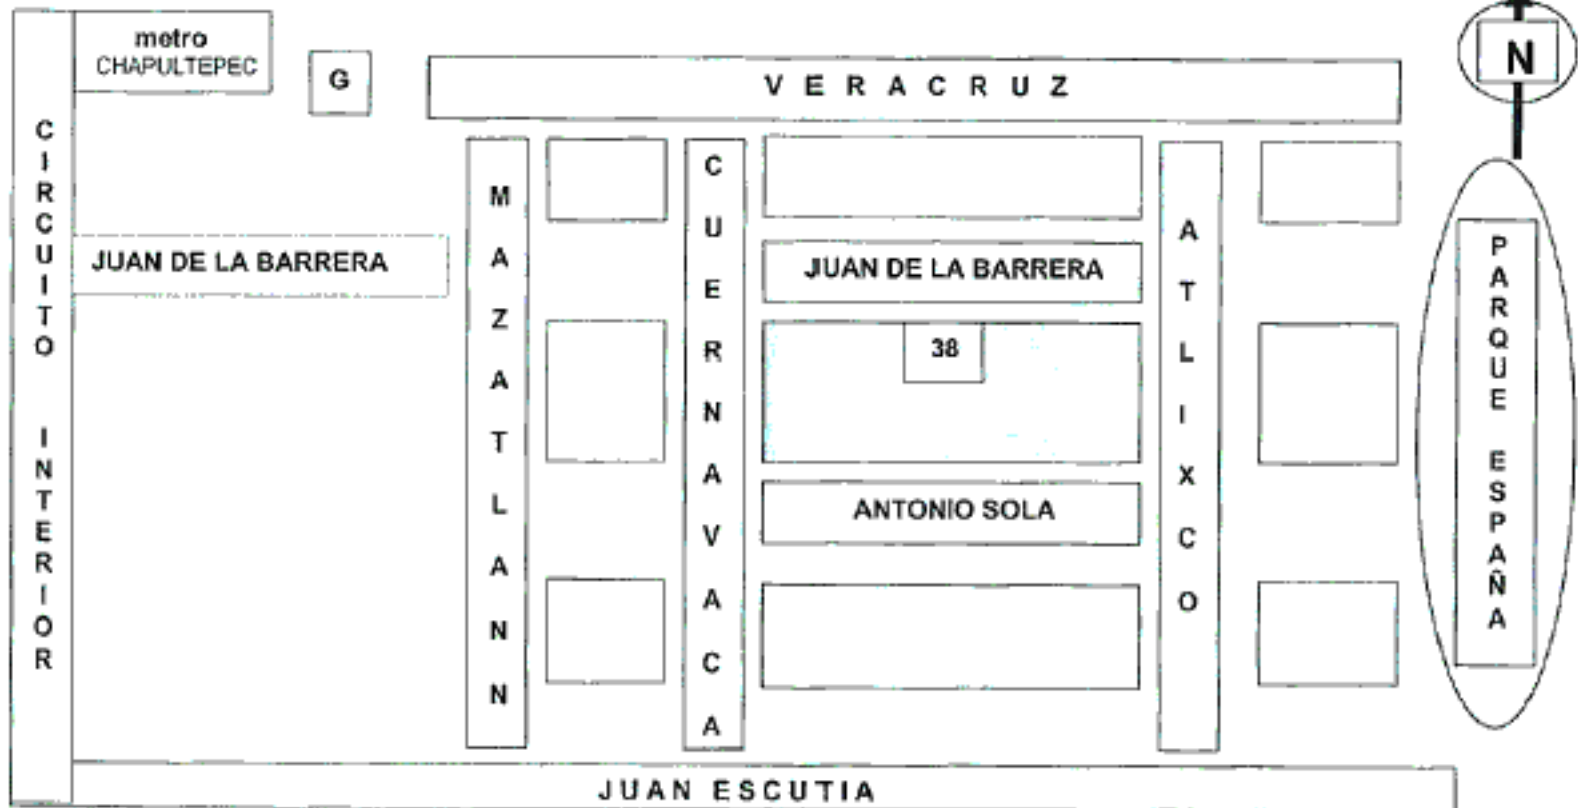 metro
CHAPULTEPEC
G
N
VERACRUZ
CIRCUITO INTERIOR
MAZATLANN
CUERNAVACA
ATLIXCO
PARQUE ESPAÑA
JUAN DE LA BARRERA
JUAN DE LA BARRERA
38
ANTONIO SOLA
JUAN ESCUTIA